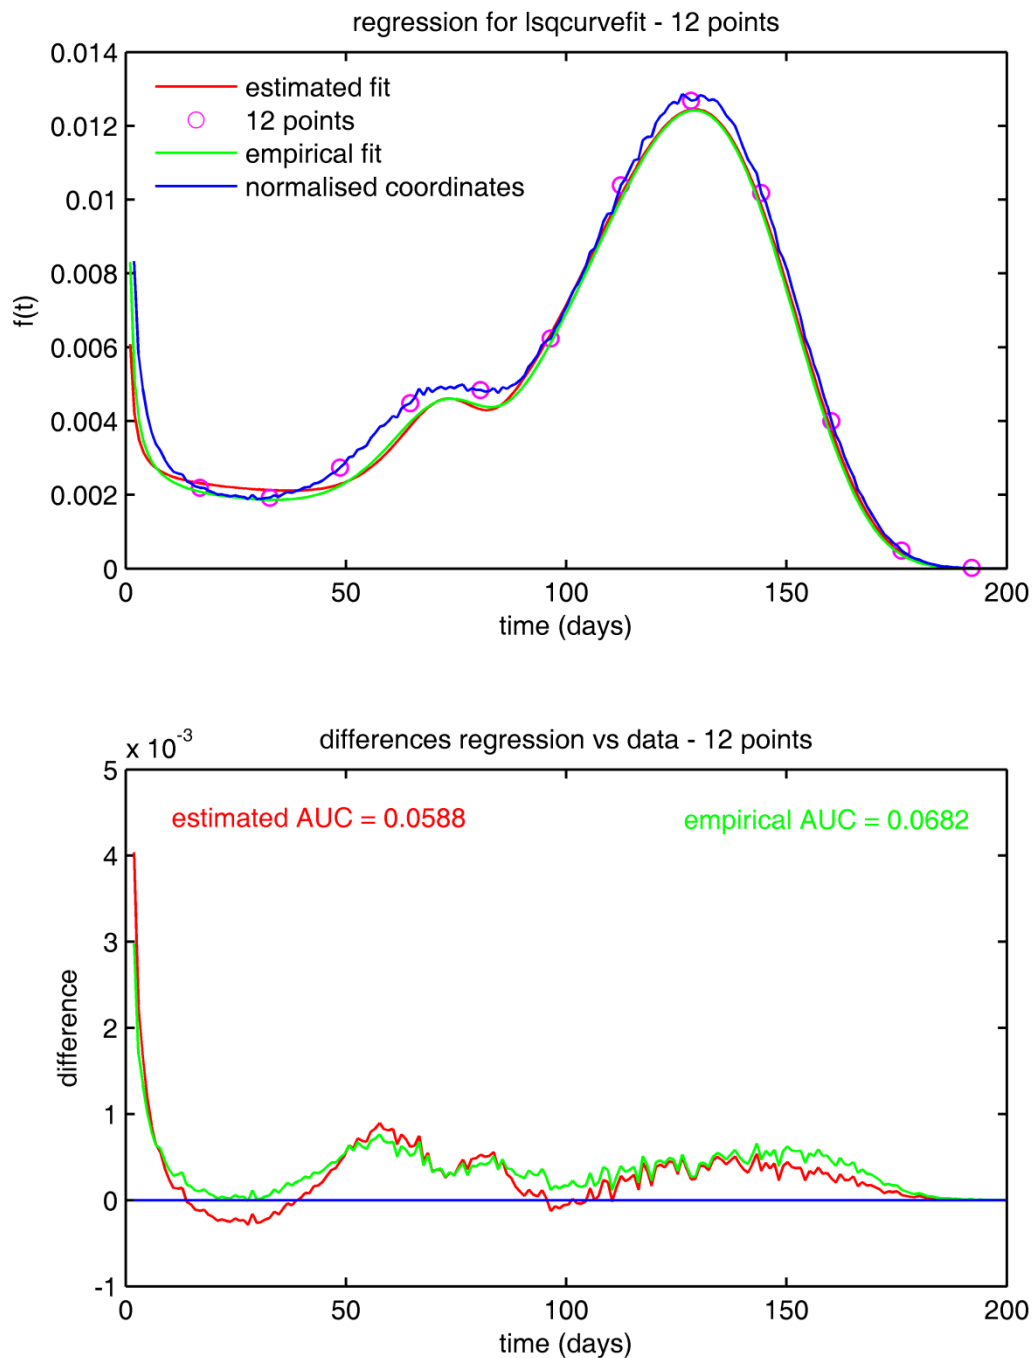 regression for lsqcurvefit - 12 points
0.014
0.012
0.01
0.008
0.006
0.004
0.002
0
f(t)
estimated fit
12 points
empirical fit
normalised coordinates
0 50 100 150 200
time (days)
x 10-3
differences regression vs data - 12 points
5
4
3
2
1
0
-1
difference
estimated AUC = 0.0588
empirical AUC = 0.0682
0 50 100 150 200
time (days)